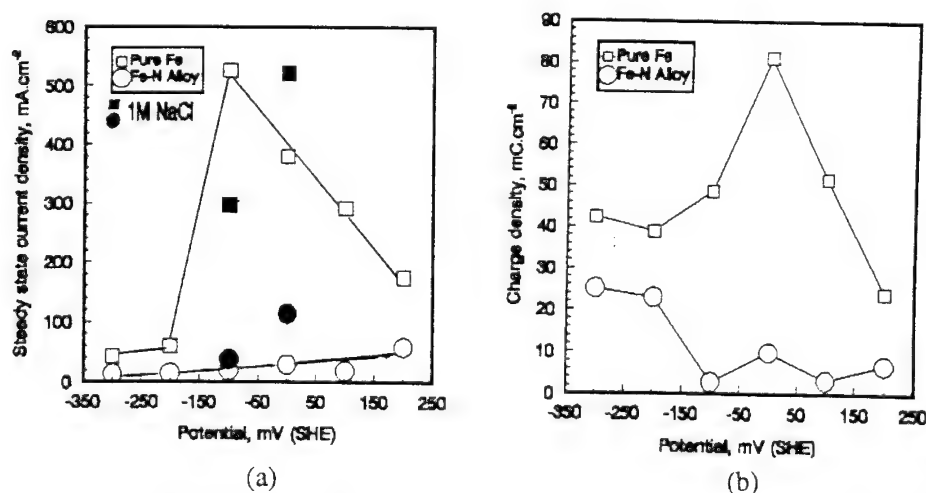 600
500
400
300
200
100
0
Steady state current density, mA.cm⁻²
Pure Fe
Fe-N Alloy
1M NaCl
-350 -250 -150 -50 50 150 250
Potential, mV (SHE)
(a)
90
80
70
60
50
40
30
20
10
0
Charge density, mC.cm⁻²
Pure Fe
Fe-N Alloy
-350 -250 -150 -50 50 150 250
Potential, mV (SHE)
(b)